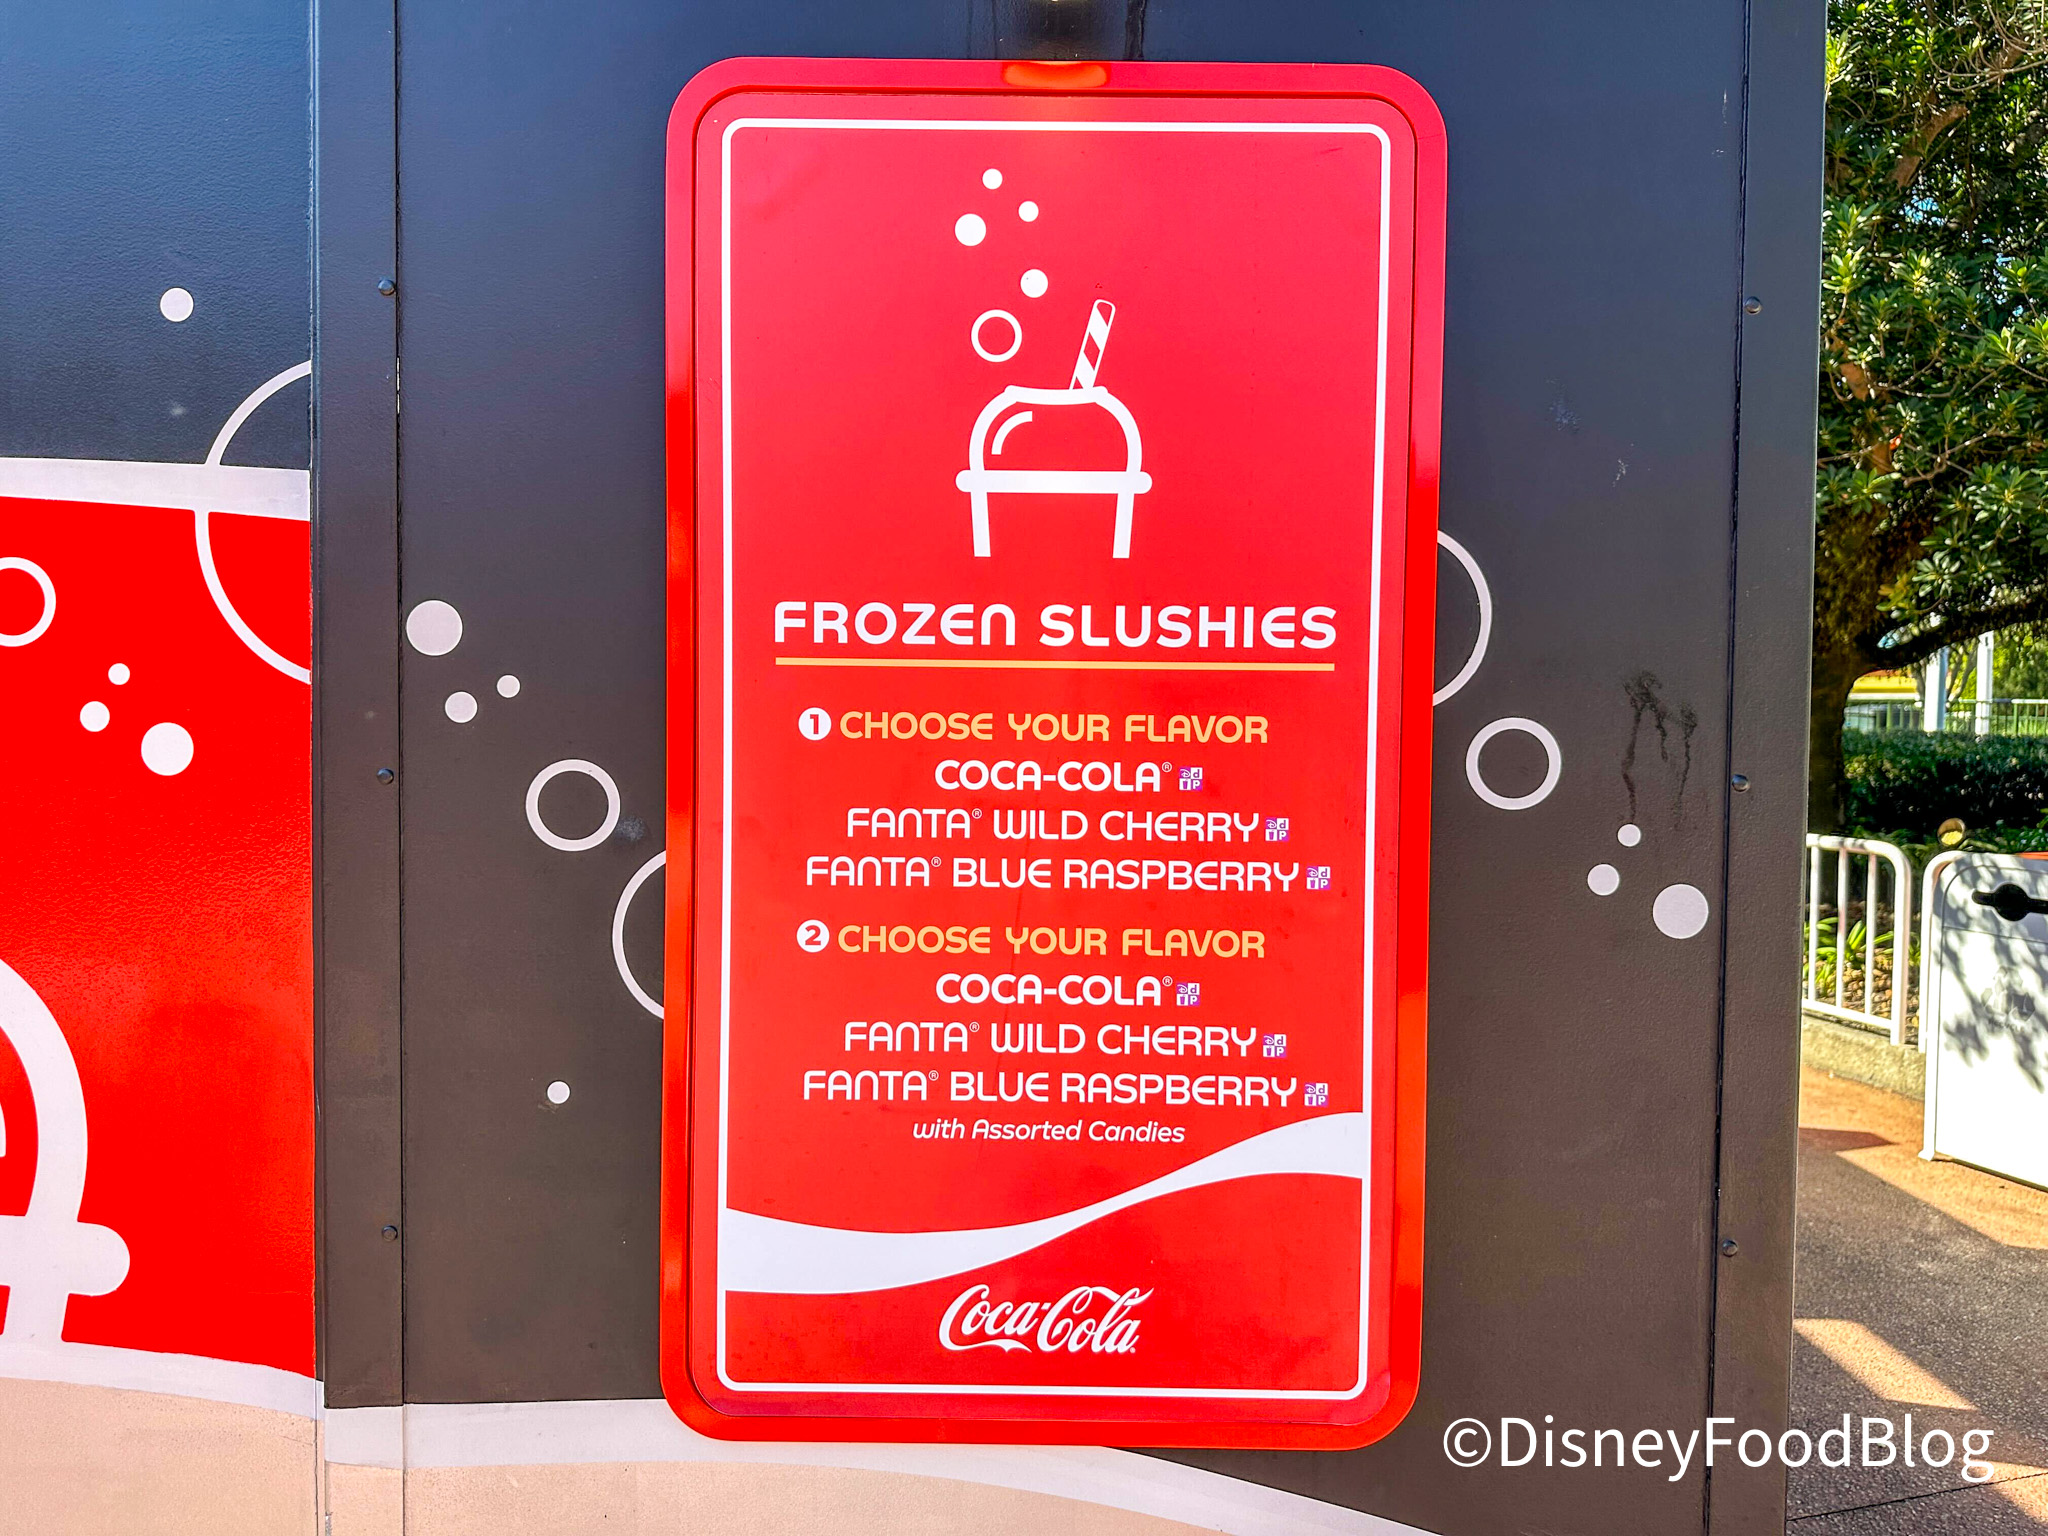 FROZEN SLUSHIES
1 CHOOSE YOUR FLAVOR
COCA-COLA®
FANTA® WILD CHERRY
FANTA® BLUE RASPBERRY
2 CHOOSE YOUR FLAVOR
COCA-COLA®
FANTA® WILD CHERRY
FANTA® BLUE RASPBERRY
with Assorted Candies
Coca-Cola
©DisneyFoodBlog